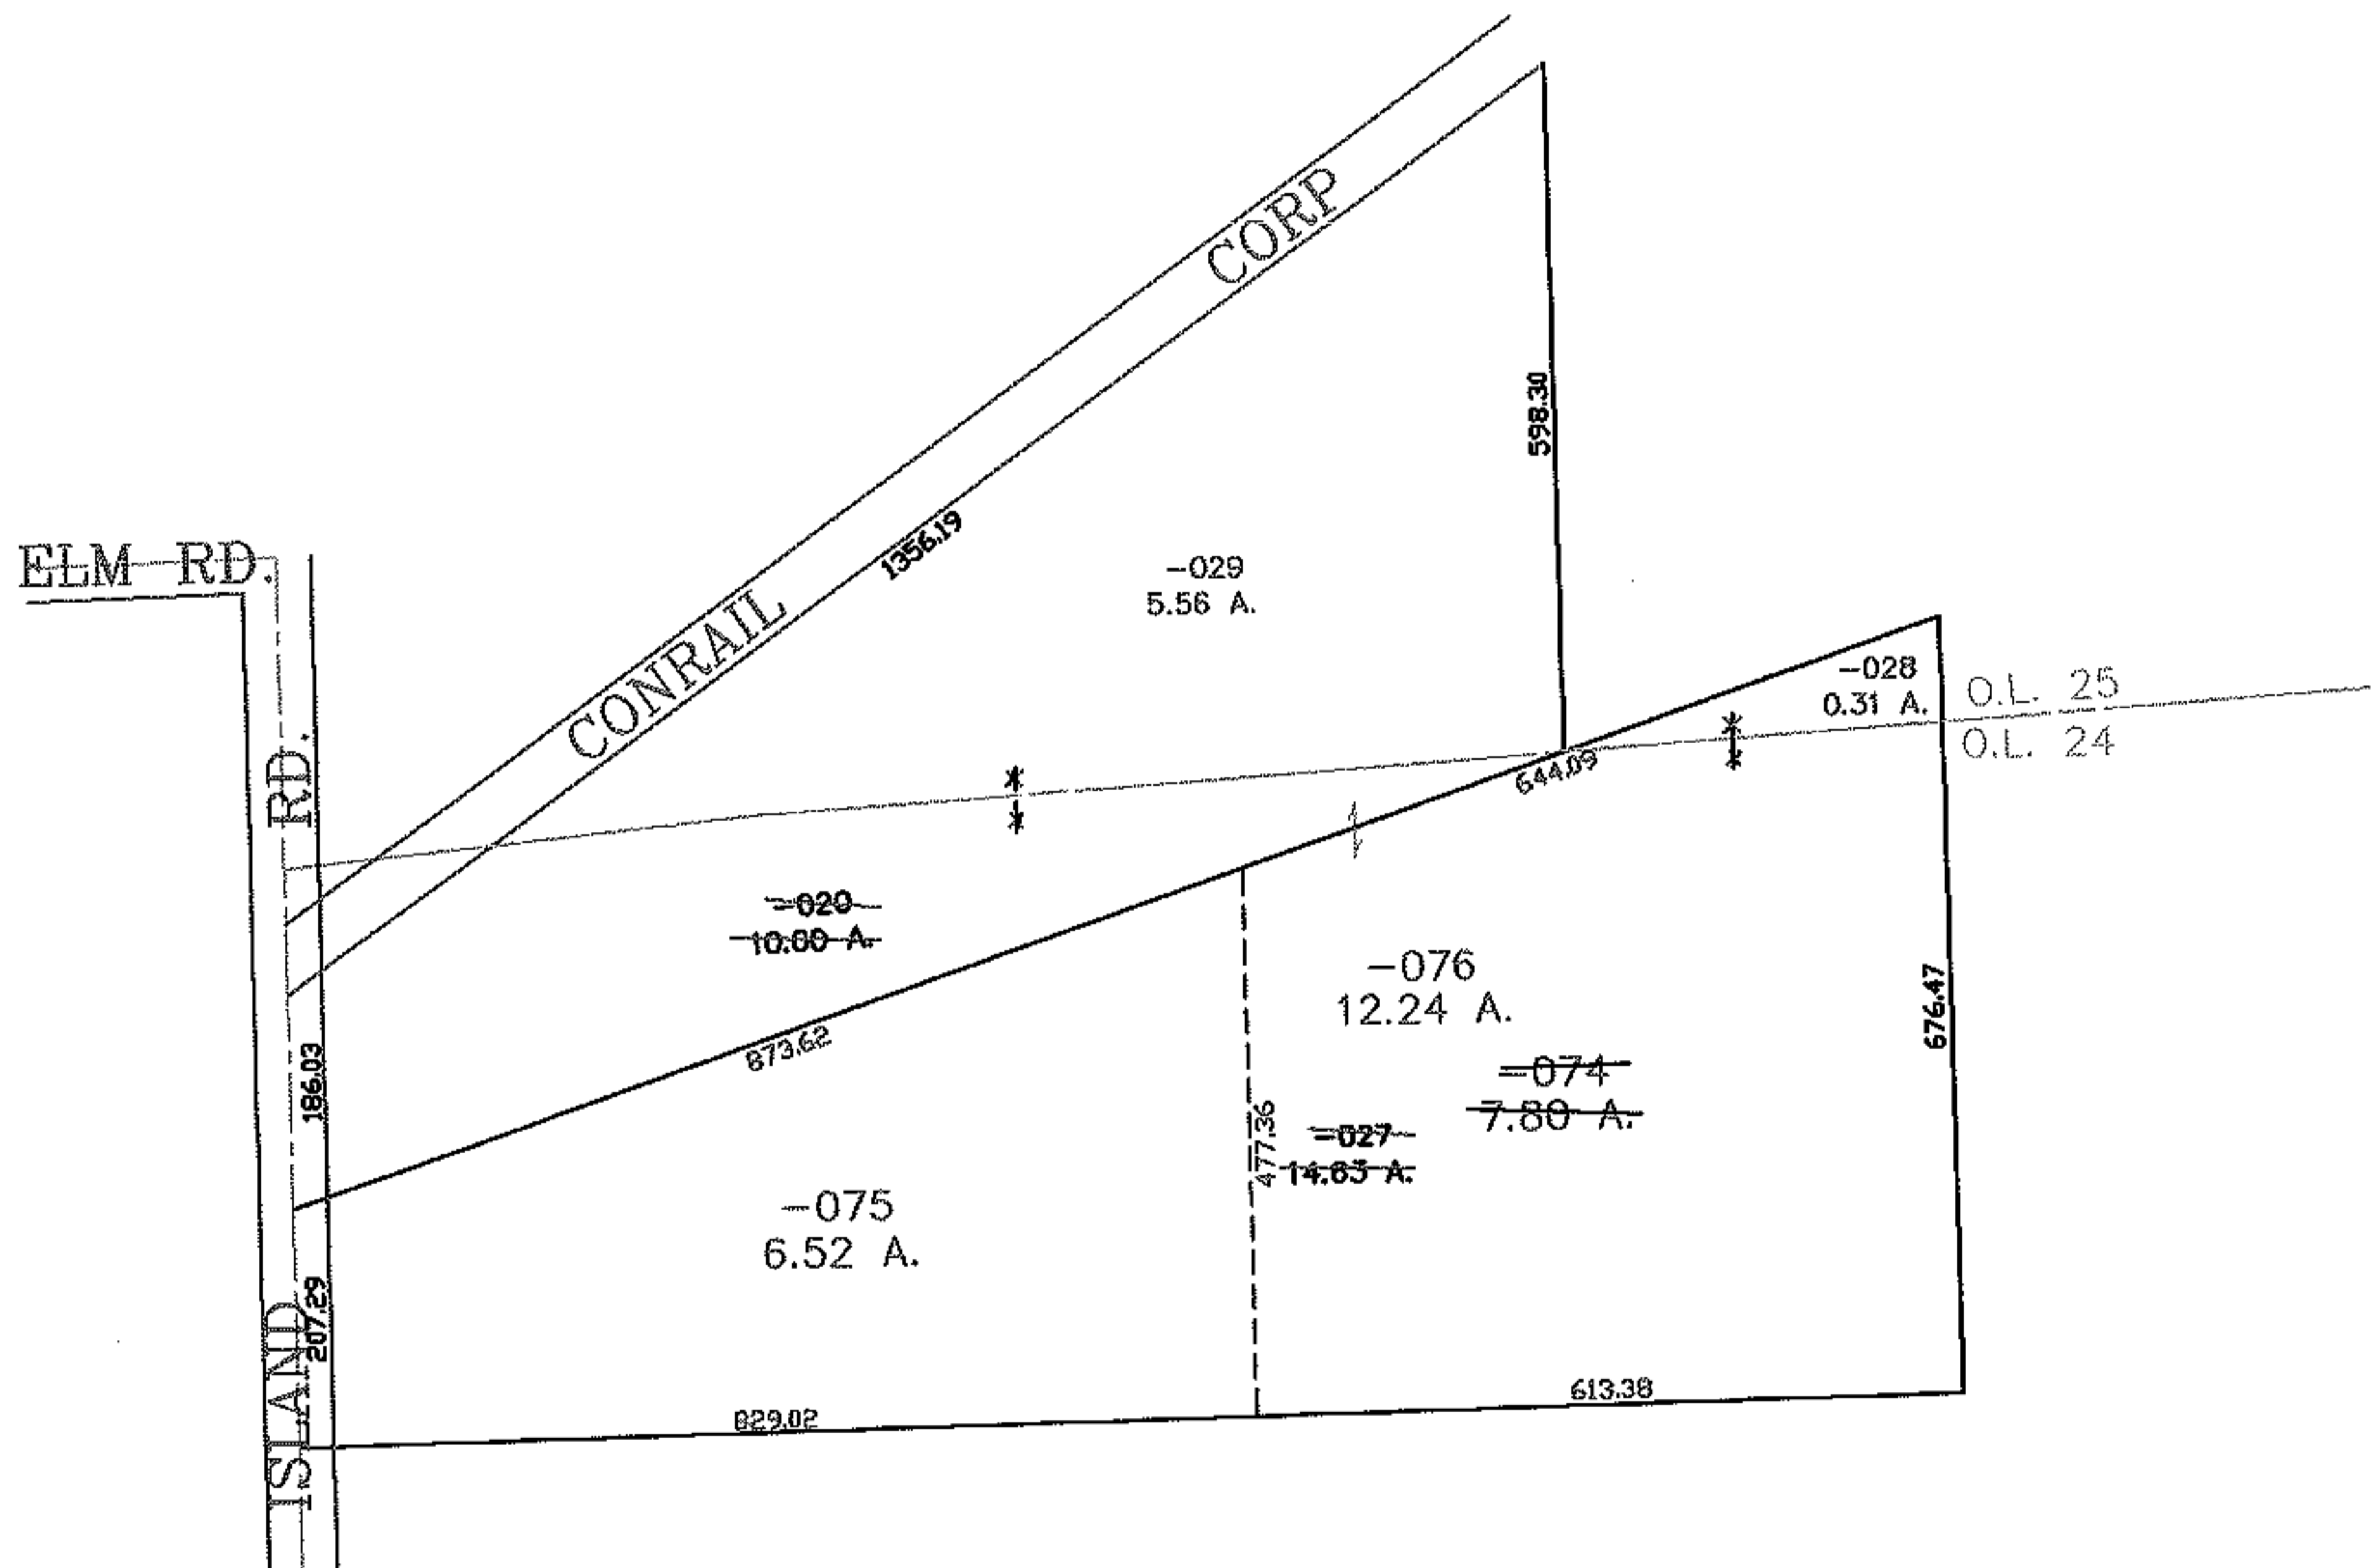 CORP
598.30
1356.19
ELM RD.
-029
5.56 A.
CONRAIL
-028
0.31 A.
O.L. 25
O.L. 24
RD.
644.09
-020
-076
12.24 A.
676.47
873.62
186.03
-074
7.80 A.
477.36
-027
14.63 A.
-075
6.52 A.
207.29
ISLAND
613.38
829.02